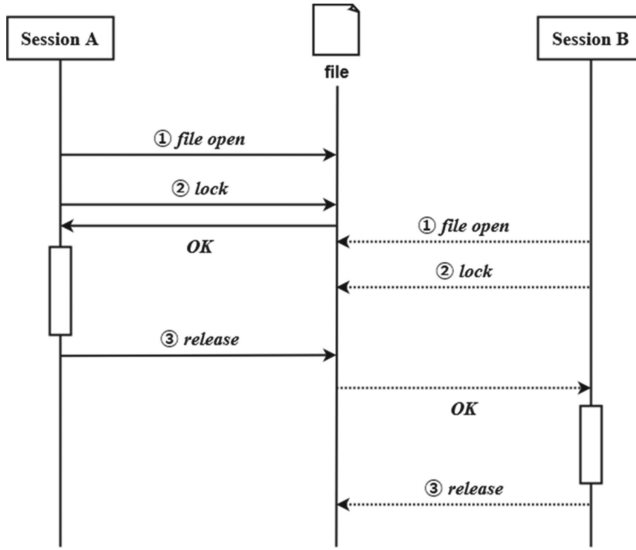 Session A
file
Session B
① file open
② lock
OK
① file open
② lock
③ release
OK
③ release